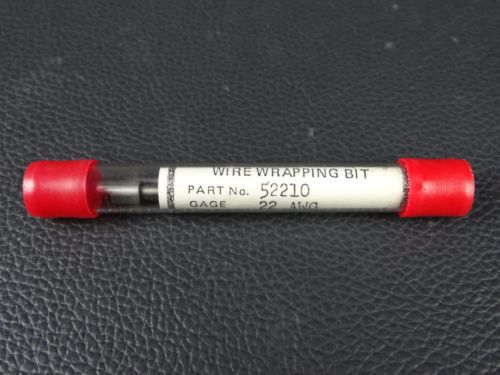 WIRE WRAPPING BIT
PART No. 52210
GAGE 22 AWG